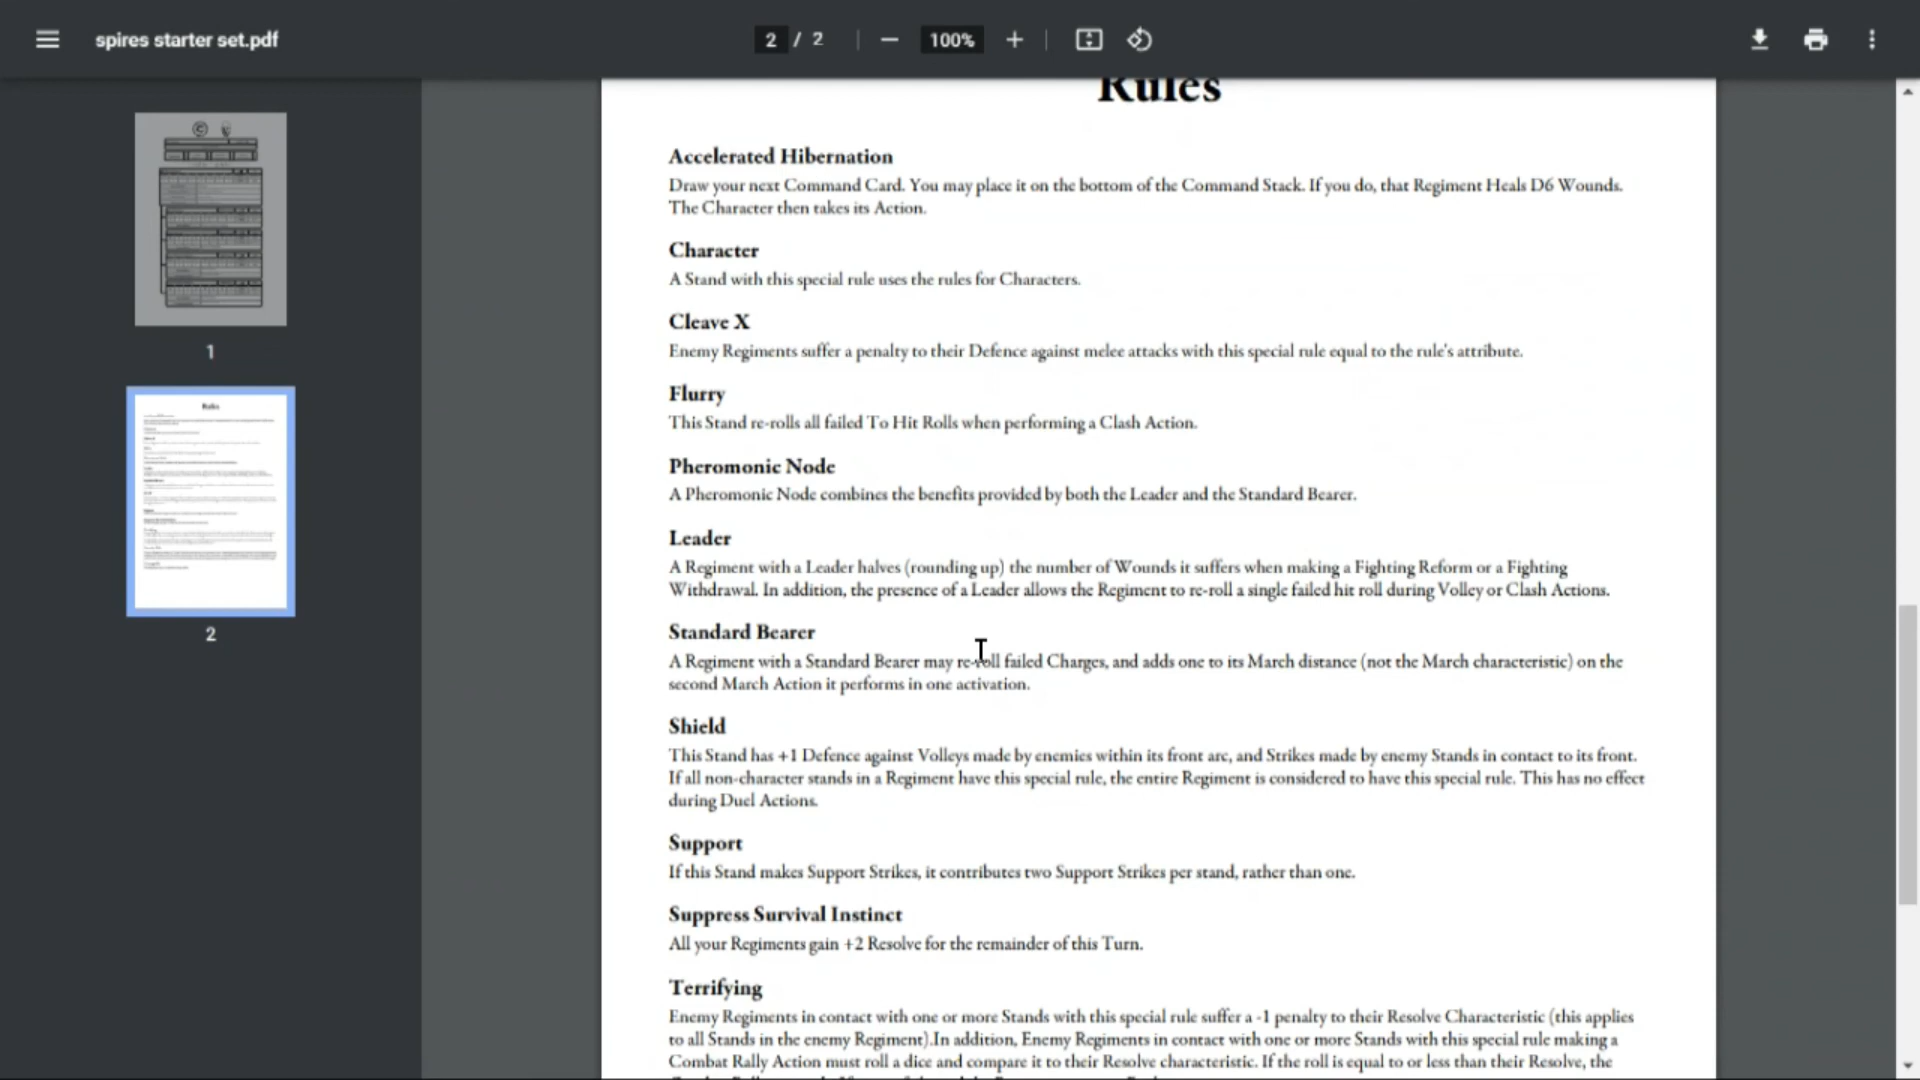 spires starter set.pdf
2 / 2
100%
1
2
Rules
Accelerated Hibernation
Draw your next Command Card. You may place it on the bottom of the Command Stack. If you do, that Regiment Heals D6 Wounds.
The Character then takes its Action.
Character
A Stand with this special rule uses the rules for Characters.
Cleave X
Enemy Regiments suffer a penalty to their Defence against melee attacks with this special rule equal to the rule's attribute.
Flurry
This Stand re-rolls all failed To Hit Rolls when performing a Clash Action.
Pheromonic Node
A Pheromonic Node combines the benefits provided by both the Leader and the Standard Bearer.
Leader
A Regiment with a Leader halves (rounding up) the number of Wounds it suffers when making a Fighting Reform or a Fighting
Withdrawal. In addition, the presence of a Leader allows the Regiment to re-roll a single failed hit roll during Volley or Clash Actions.
Standard Bearer
A Regiment with a Standard Bearer may re-roll failed Charges, and adds one to its March distance (not the March characteristic) on the
second March Action it performs in one activation.
Shield
This Stand has +1 Defence against Volleys made by enemies within its front arc, and Strikes made by enemy Stands in contact to its front.
If all non-character stands in a Regiment have this special rule, the entire Regiment is considered to have this special rule. This has no effect
during Duel Actions.
Support
If this Stand makes Support Strikes, it contributes two Support Strikes per stand, rather than one.
Suppress Survival Instinct
All your Regiments gain +2 Resolve for the remainder of this Turn.
Terrifying
Enemy Regiments in contact with one or more Stands with this special rule suffer a -1 penalty to their Resolve Characteristic (this applies
to all Stands in the enemy Regiment).In addition, Enemy Regiments in contact with one or more Stands with this special rule making a
Combat Rally Action must roll a dice and compare it to their Resolve characteristic. If the roll is equal to or less than their Resolve, the